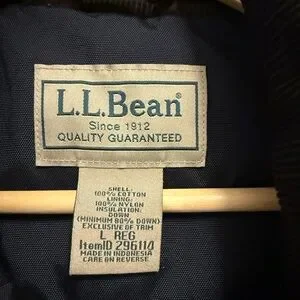 L.L.Bean®
Since 1912
QUALITY GUARANTEED
SHELL:
100% COTTON
LINING:
100% NYLON
INSULATION:
DOWN
(MINIMUM 80% DOWN)
EXCLUSIVE OF TRIM
L REG
ItemID 296110
MADE IN INDONESIA
CARE ON REVERSE